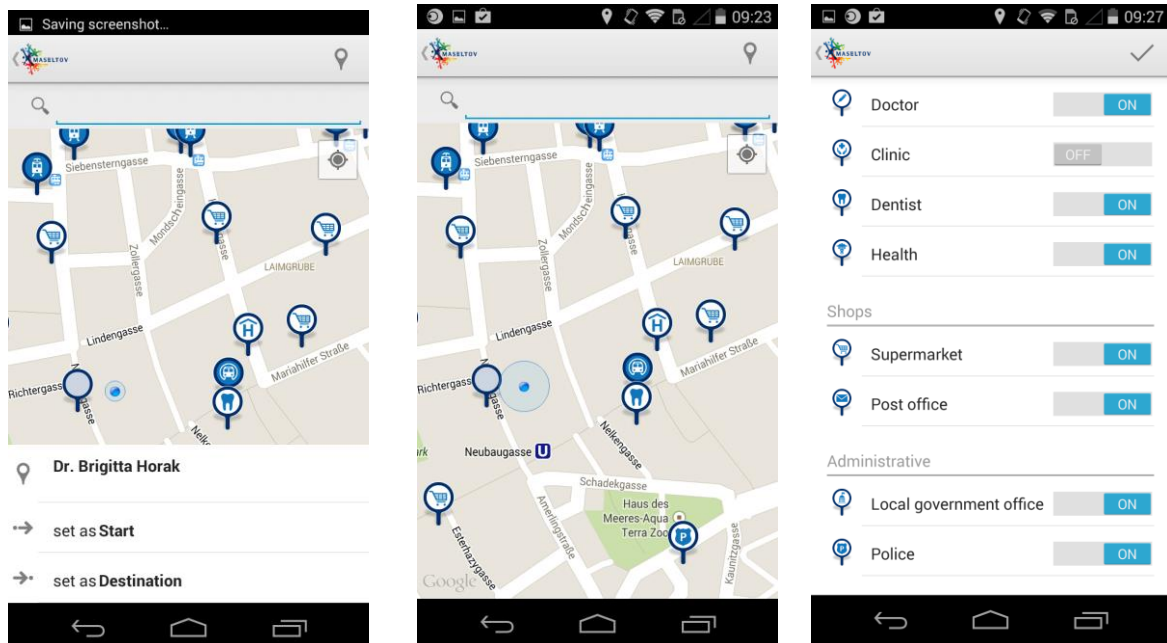 Saving screenshot...
MASELTOV
Siebensterngasse
Mondscheingasse
Zollergasse
LAIMGRUBE
Lindengasse
Mariahilfer Straße
Richtergass
Nelke
Dr. Brigitta Horak
set as Start
set as Destination
09:23
MASELTOV
Siebensterngasse
Mondscheingasse
Zollergasse
LAIMGRUBE
Lindengasse
Mariahilfer Straße
Richtergass
Nelkengasse
Neubaugasse U
Schadekgasse
Haus des
Meeres-Aqua
Terra Zoo
Amerlingstraße
Esterhazygasse
Kaunitzgasse
Google
09:27
MASELTOV
Doctor ON
Clinic OFF
Dentist ON
Health ON
Shops
Supermarket ON
Post office ON
Administrative
Local government office ON
Police ON